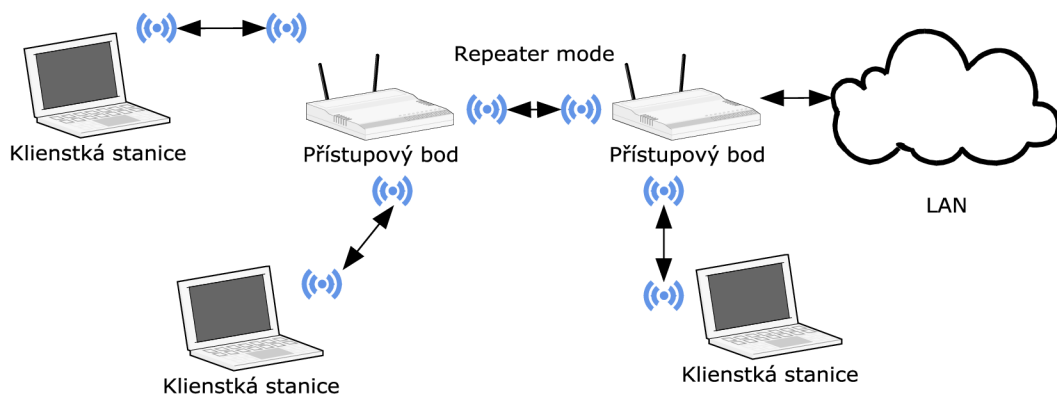 Repeater mode
Klienstká stanice
Přístupový bod
Přístupový bod
LAN
Klienstká stanice
Klienstká stanice